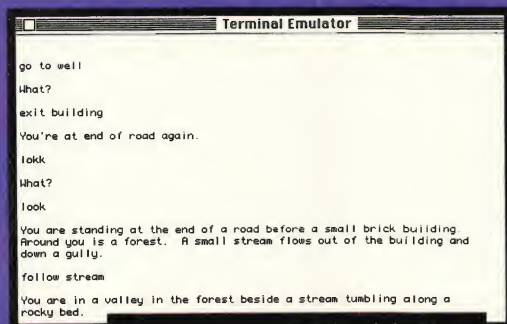 Terminal Emulator
go to well
What?
exit building
You're at end of road again.
lokk
What?
look
You are standing at the end of a road before a small brick building.
Around you is a forest. A small stream flows out of the building and
down a gully.
follow stream
You are in a valley in the forest beside a stream tumbling along a
rocky bed.